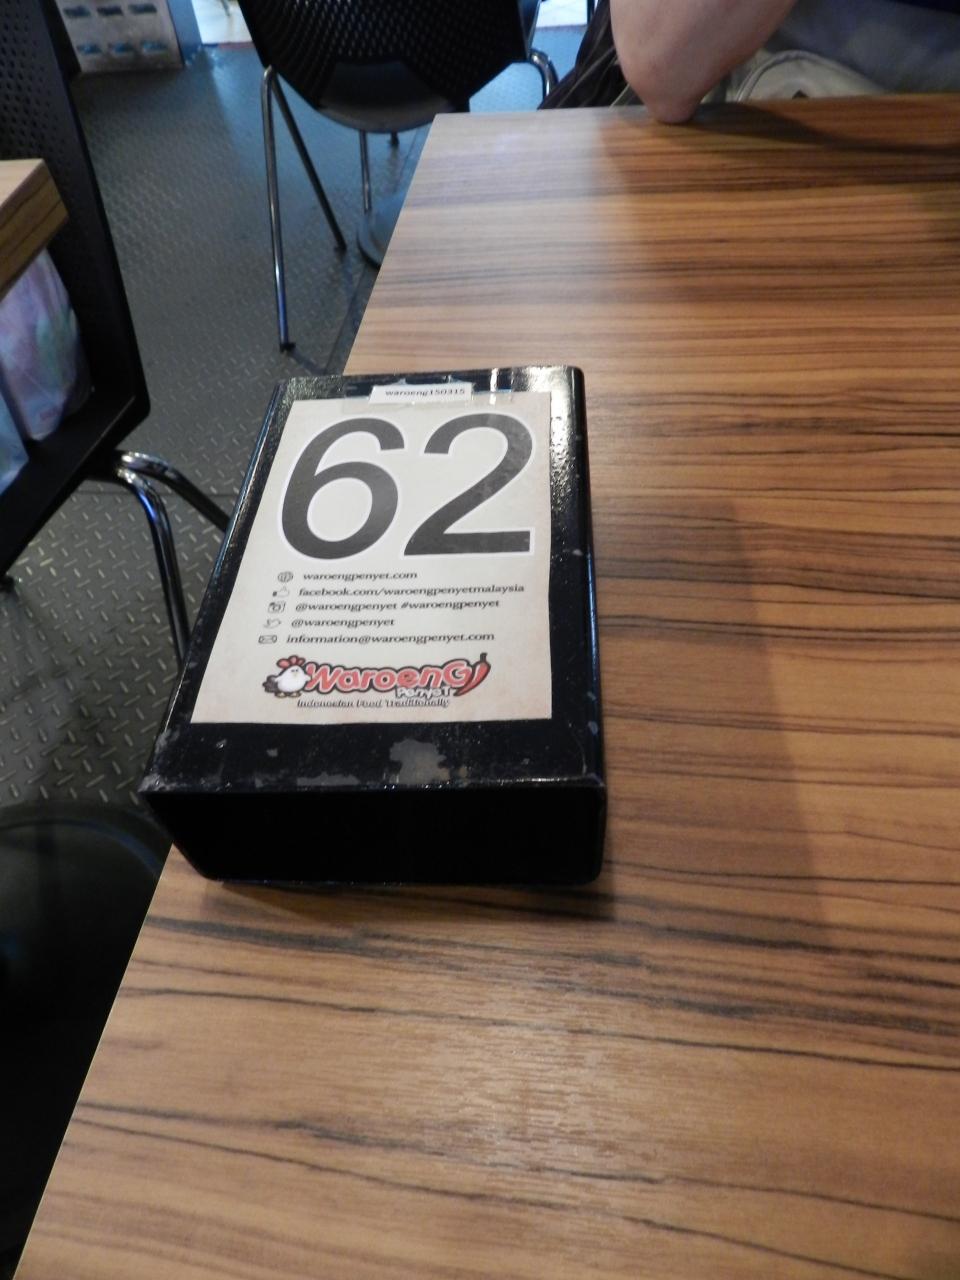 waroeng150315
62
waroengpenyet.com
facebook.com/waroengpenyetmalaysia
@waroengpenyet #waroengpenyet
@waroengpenyet
information@waroengpenyet.com
WaroenG
PenyeT
Indonesian Food Traditionally